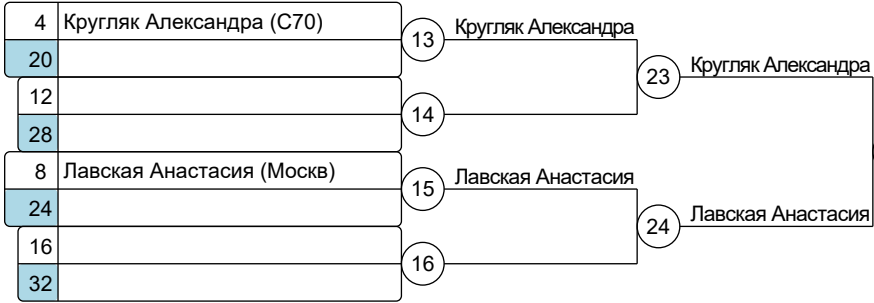 4 Кругляк Александра (С70)
13 Кругляк Александра
20
23 Кругляк Александра
12
14
28
8 Лавская Анастасия (Москв)
15 Лавская Анастасия
24
24 Лавская Анастасия
16
16
32